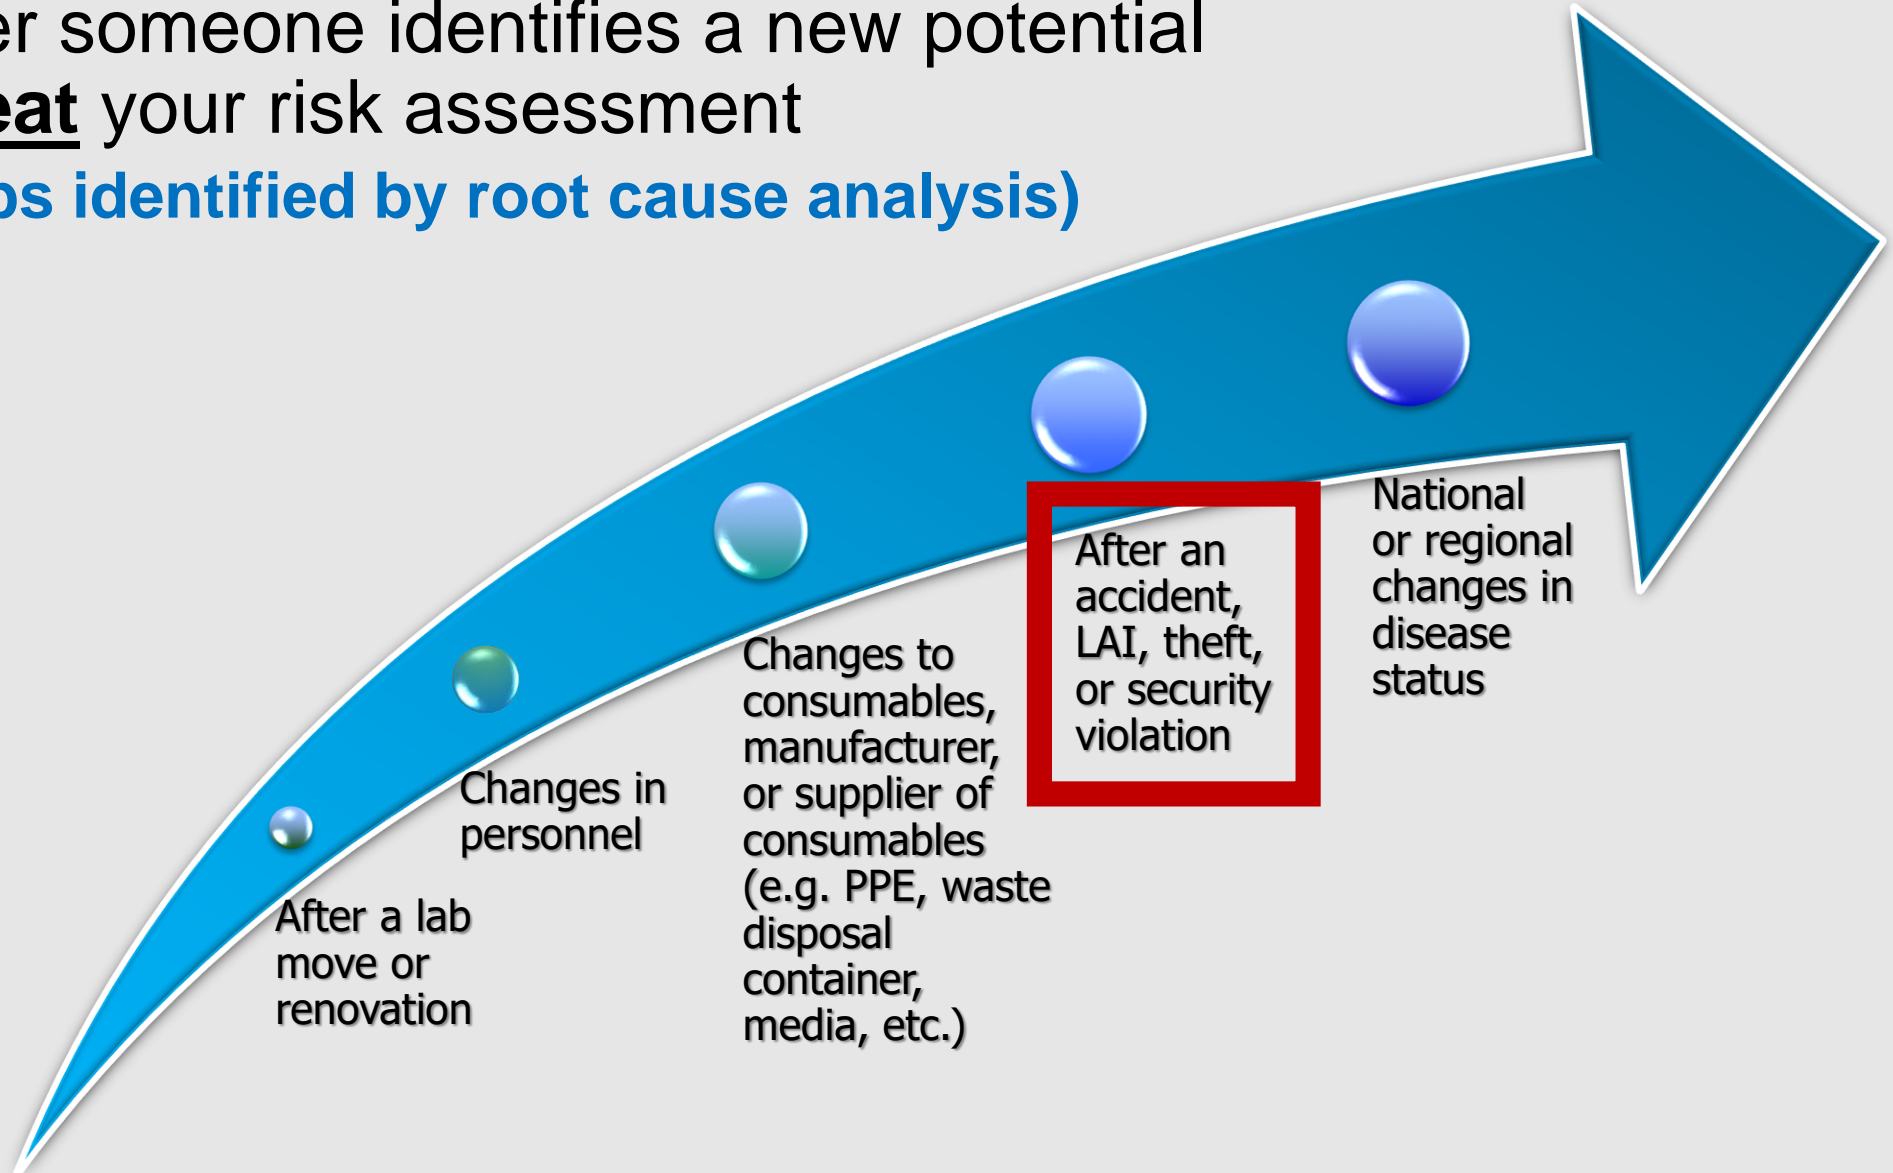 er someone identifies a new potential
eat your risk assessment
ps identified by root cause analysis)
National
or regional
changes in
disease
status
After an
accident,
LAI, theft,
or security
violation
Changes to
consumables,
manufacturer,
or supplier of
consumables
(e.g. PPE, waste
disposal
container,
media, etc.)
Changes in
personnel
After a lab
move or
renovation